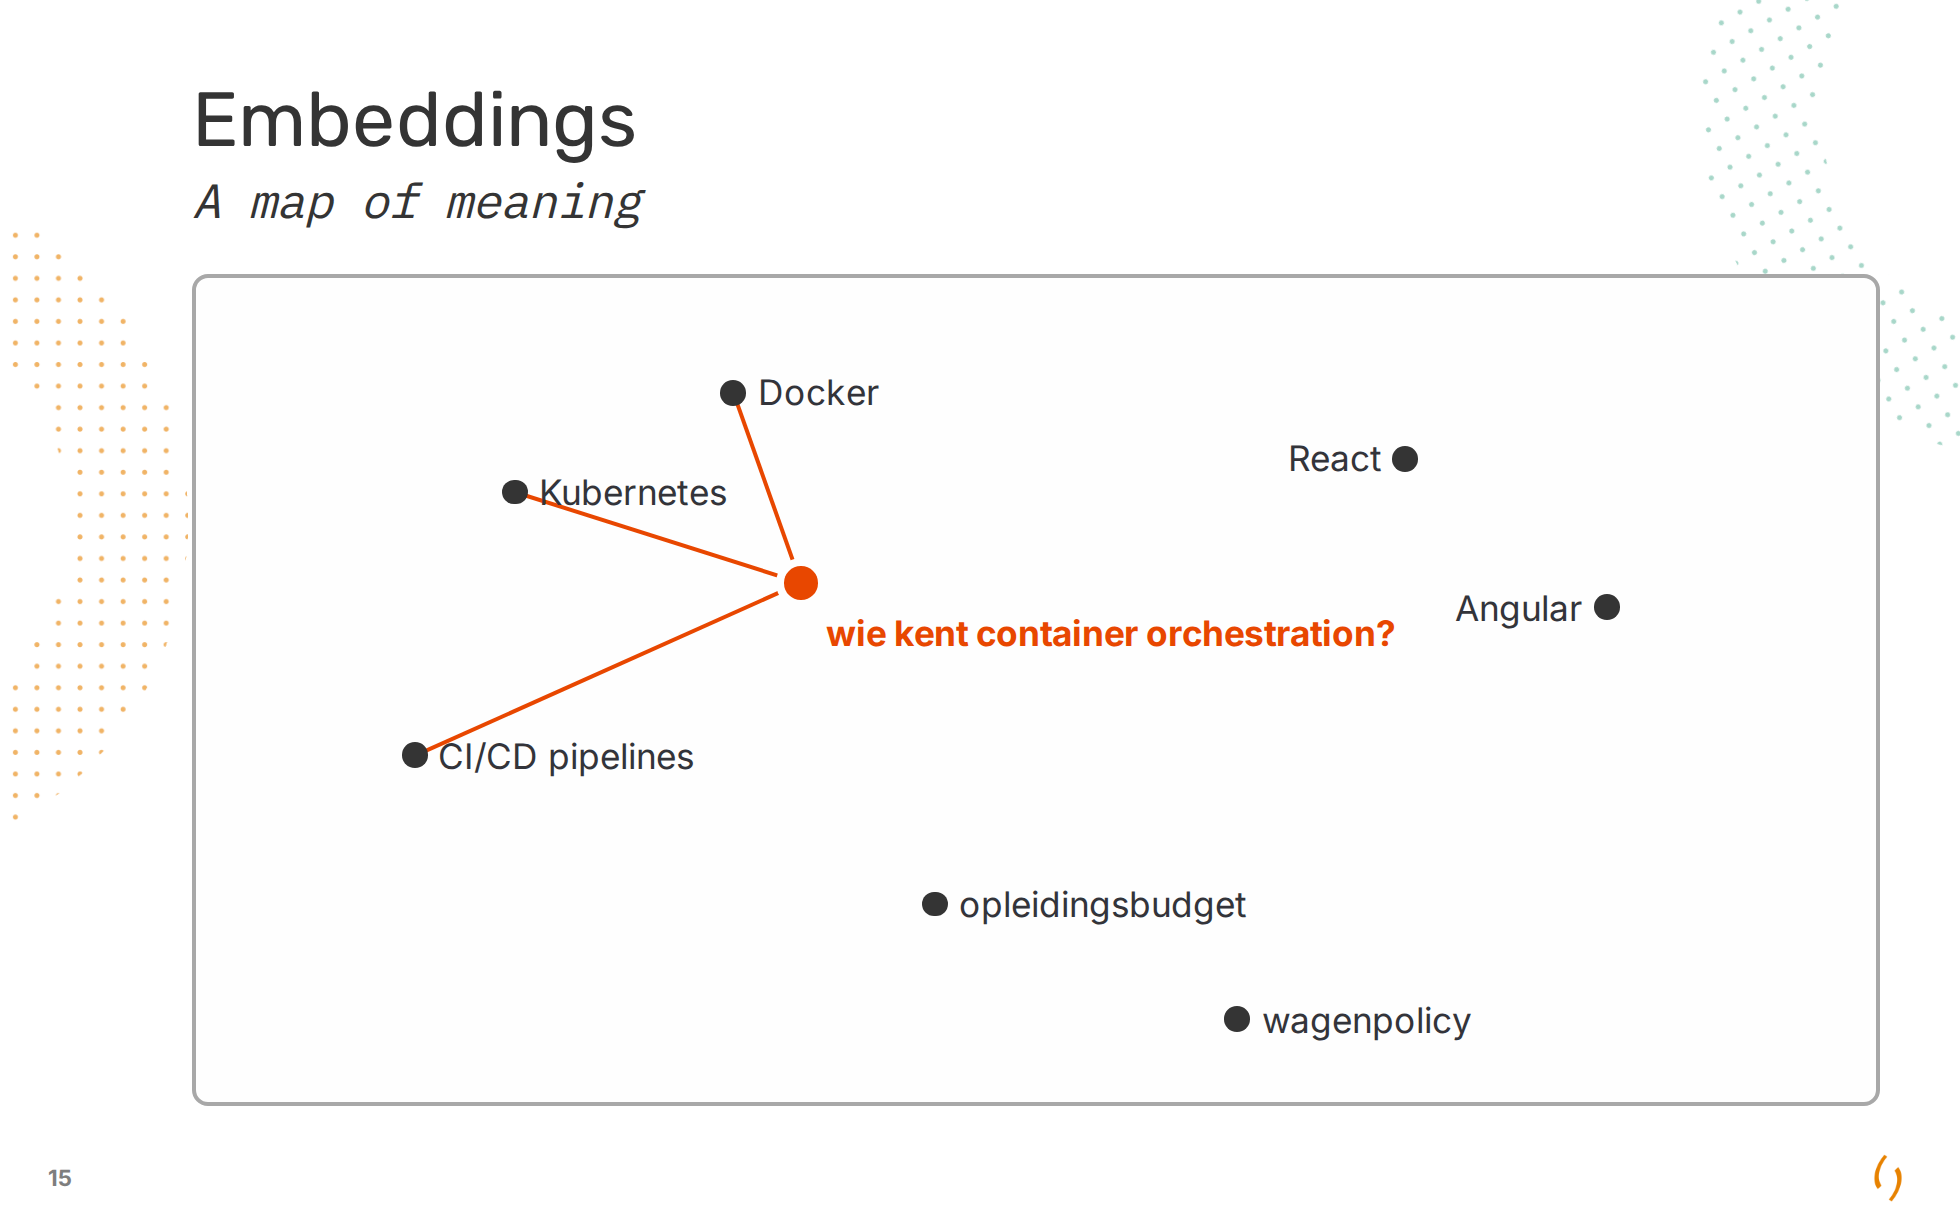 Embeddings
A map of meaning
Docker
React
Kubernetes
Angular
wie kent container orchestration?
CI/CD pipelines
opleidingsbudget
wagenpolicy
15